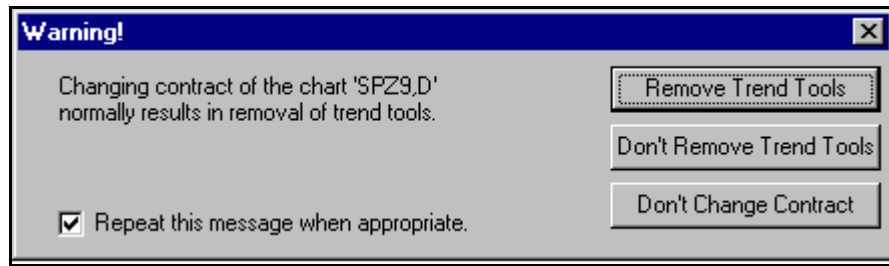 Warning!
Changing contract of the chart 'SPZ9,D'
normally results in removal of trend tools.
Remove Trend Tools
Don't Remove Trend Tools
Don't Change Contract
Repeat this message when appropriate.